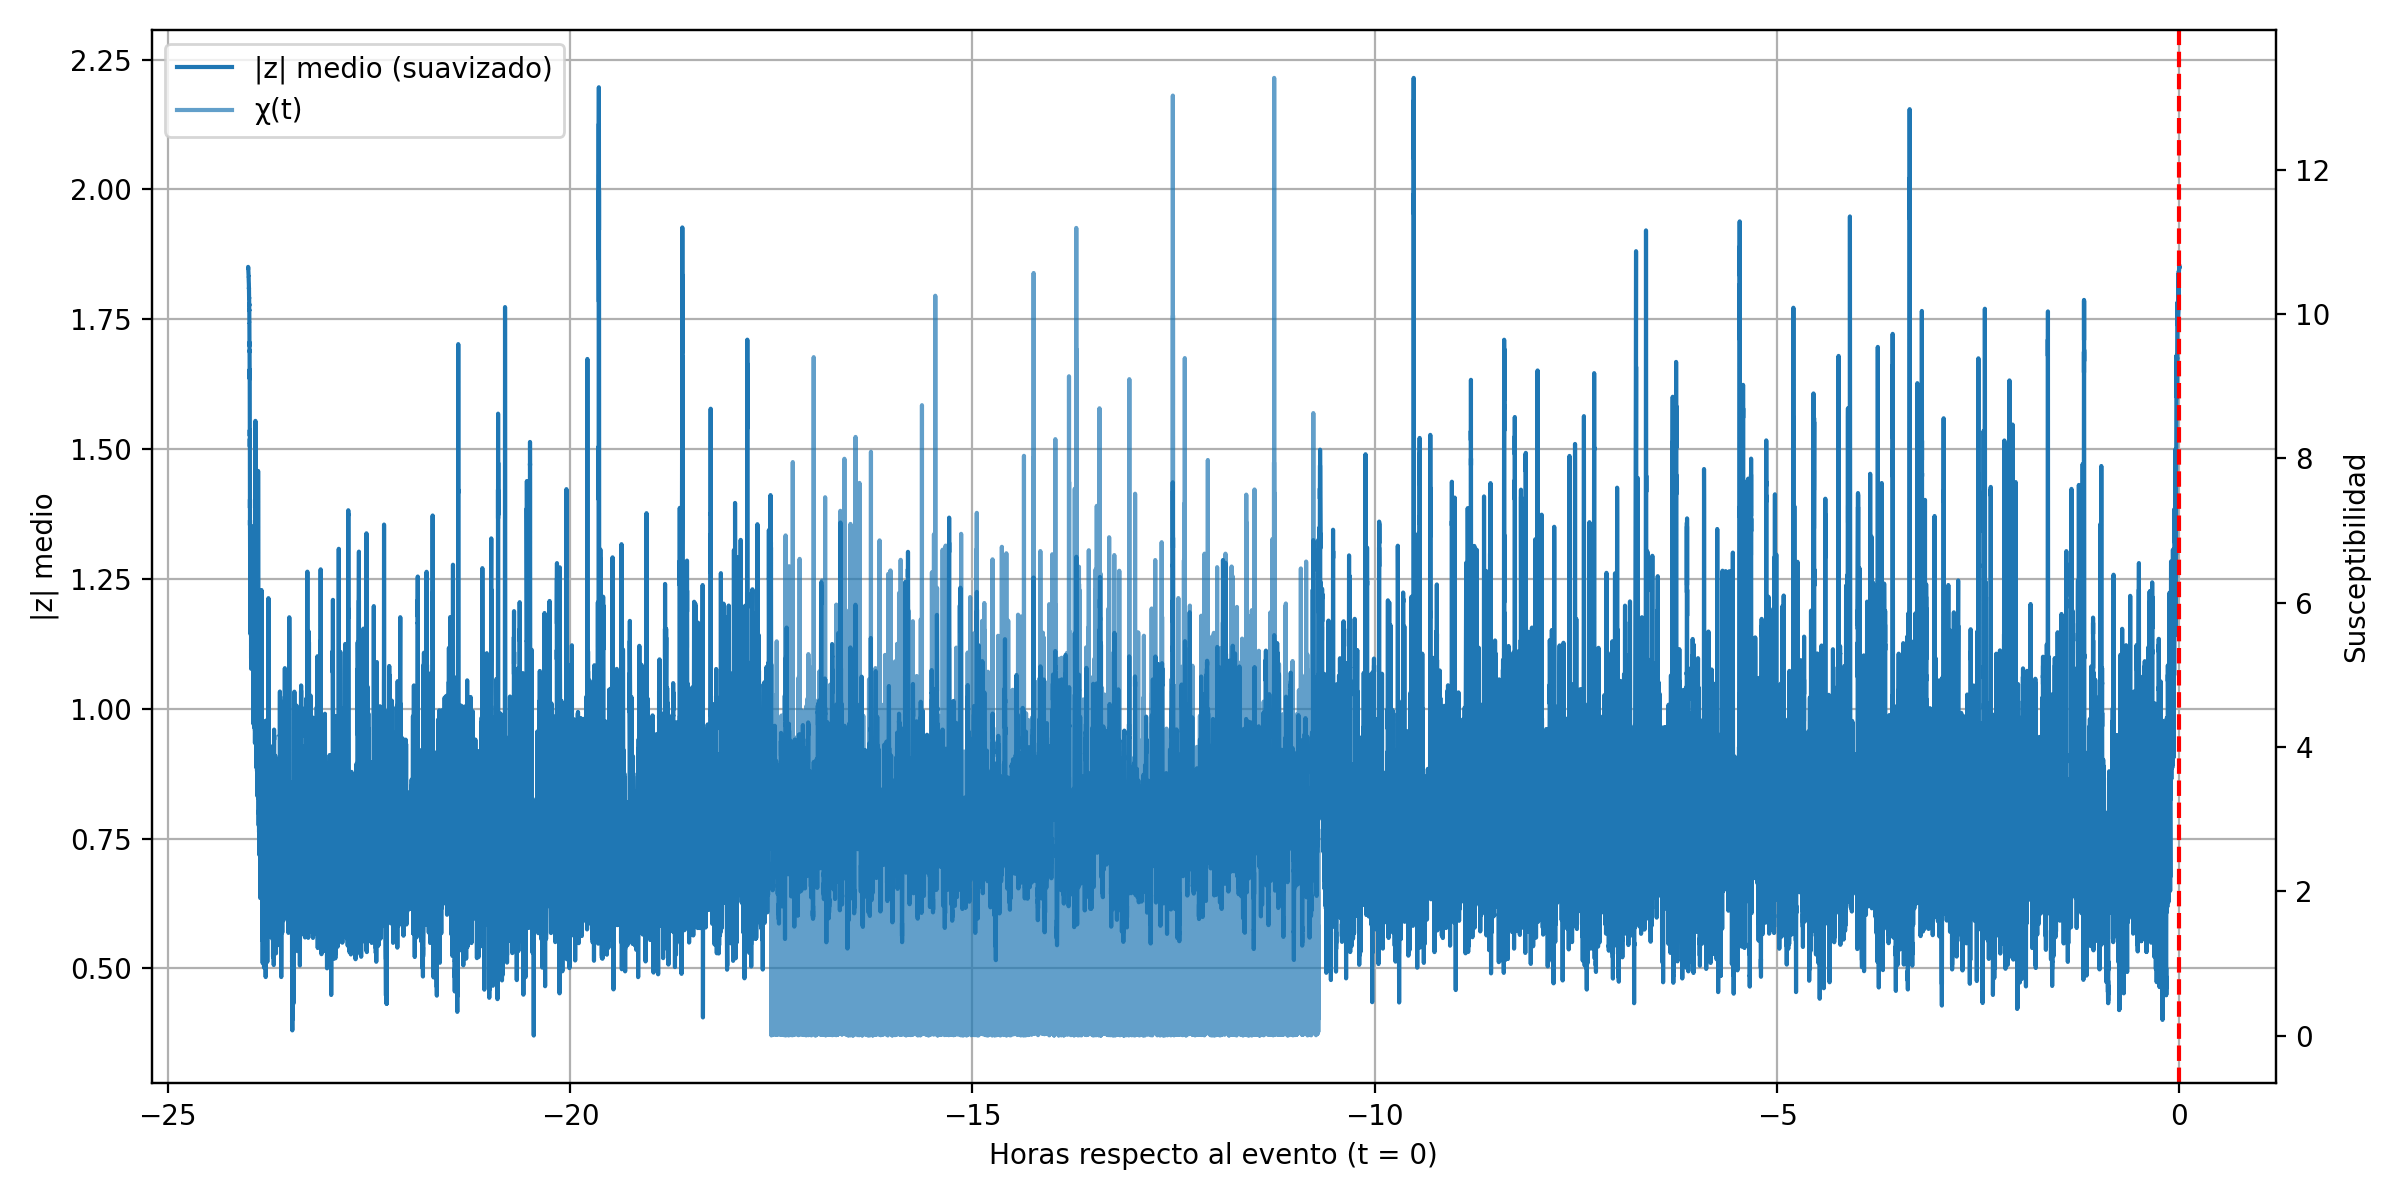 |z| medio (suavizado)
χ(t)
2.25
2.00
1.75
1.50
1.25
1.00
0.75
0.50
|z| medio
12
10
8
6
4
2
0
Susceptibilidad
−25 −20 −15 −10 −5 0
Horas respecto al evento (t = 0)